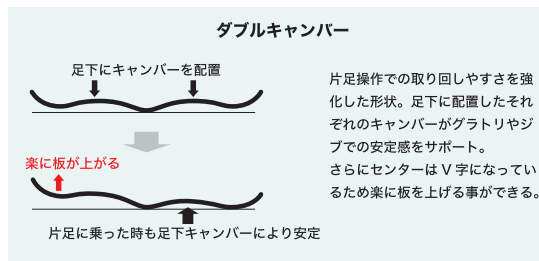 ダブルキャンバー
足下にキャンバーを配置
楽に板が上がる
片足に乗った時も足下キャンバーにより安定
片足操作での取り回しやすさを強
化した形状。足下に配置したそれ
ぞれのキャンバーがグラトリやジ
ブでの安定感をサポート。
さらにセンターは V 字になってい
るため楽に板を上げる事ができる。